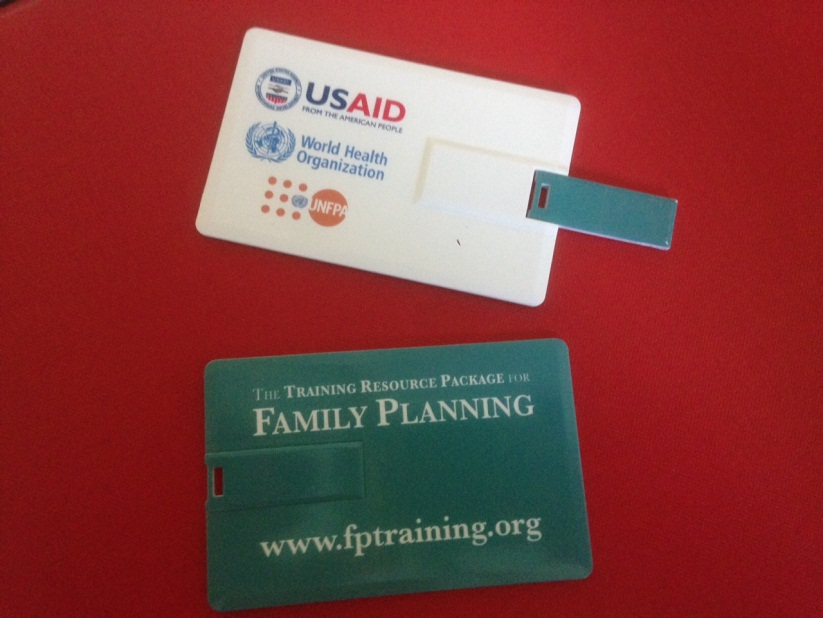 USAID
FROM THE AMERICAN PEOPLE
World Health
Organization
UNFPA
THE TRAINING RESOURCE PACKAGE FOR
FAMILY PLANNING
www.fptraining.org